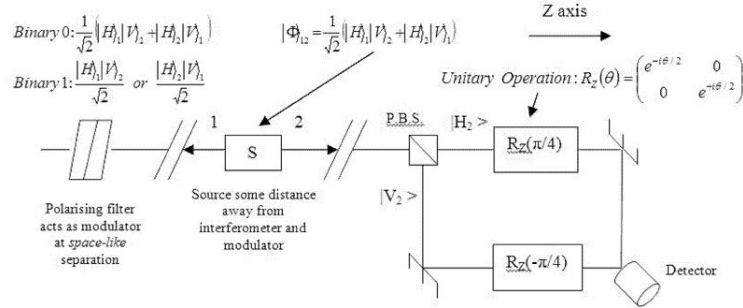 Binary 0: 1/√2 (|H⟩₁|V⟩₂+|H⟩₂|V⟩₁)
|Φ⟩₁₂ = 1/√2 (|H⟩₁|V⟩₂+|H⟩₂|V⟩₁)
Z axis
Binary 1: |H⟩₁|V⟩₂/√2 or |H⟩₂|V⟩₁/√2
Unitary Operation: R_Z(θ) = (e^{-iθ/2} 0
0 e^{-iθ/2})
1
2
S
P.B.S.
|H₂ >
R_Z(π/4)
|V₂ >
R_Z(-π/4)
Polarising filter
acts as modulator
at space-like
separation
Source some distance
away from
interferometer and
modulator
Detector